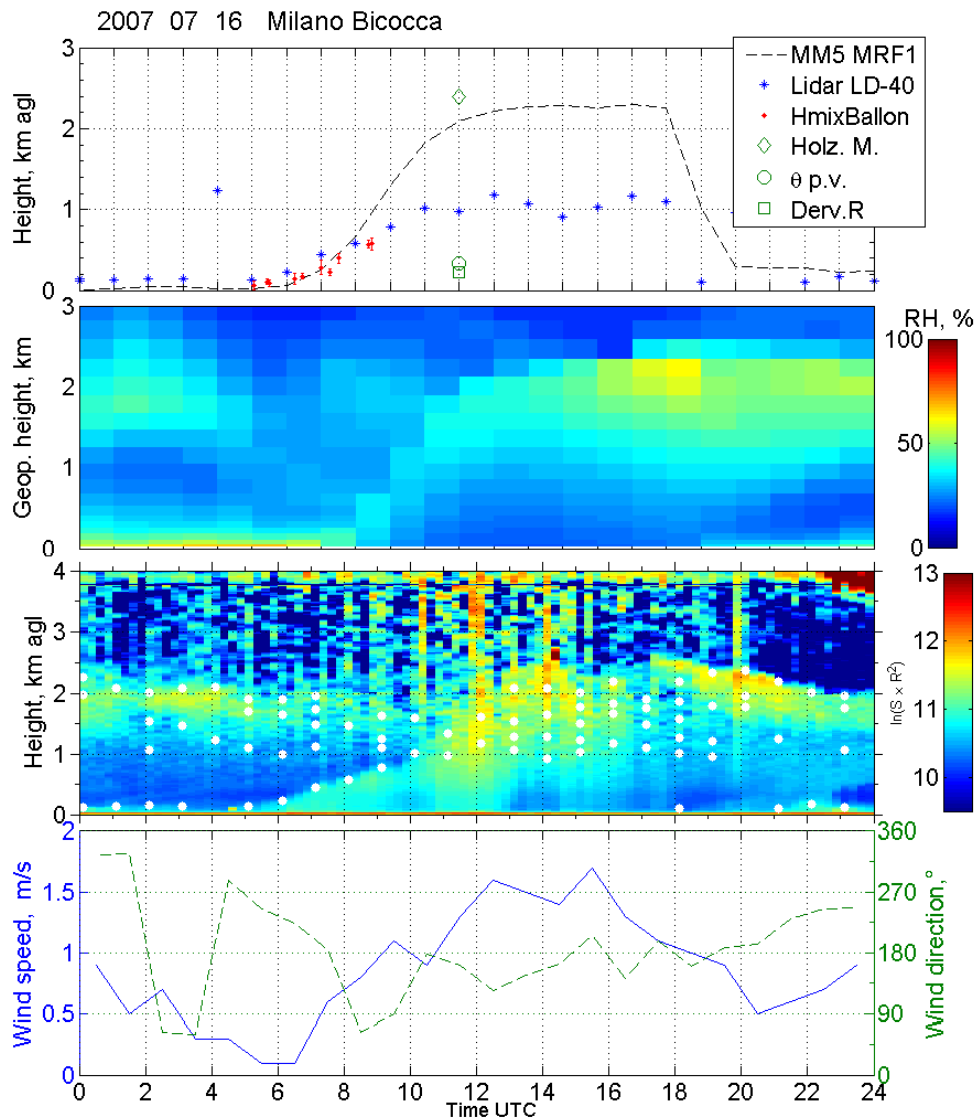 2007 07 16 Milano Bicocca
3
2
1
0
Height, km agl
MM5 MRF1
Lidar LD-40
HmixBallon
Holz. M.
θ p.v.
Derv.R
3
2
1
0
Geop. height, km
RH, %
100
50
0
4
3
2
1
0
Height, km agl
13
12
11
10
ln(S × R²)
2
1.5
1
0.5
0
Wind speed, m/s
360
270
180
90
0
Wind direction,°
0 2 4 6 8 10 12 14 16 18 20 22 24
Time UTC